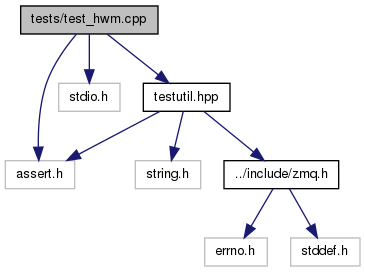 tests/test_hwm.cpp
stdio.h
testutil.hpp
assert.h
string.h
../include/zmq.h
errno.h
stddef.h